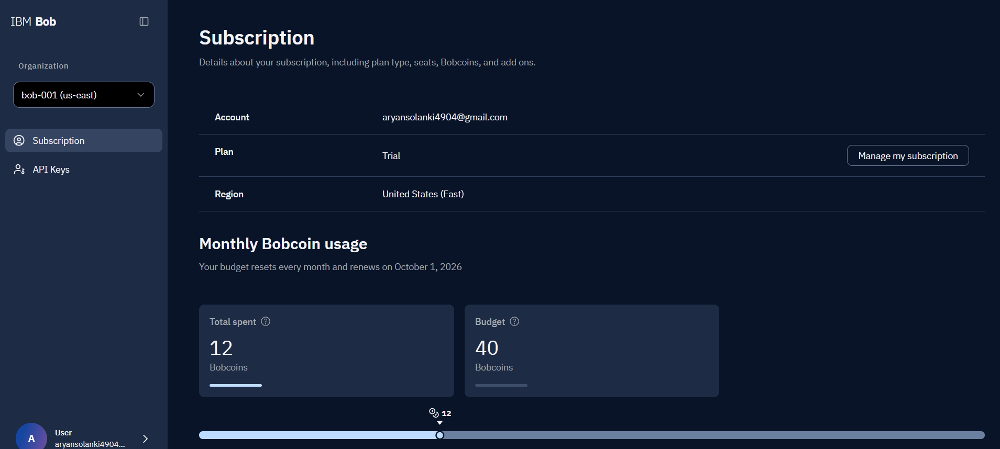 IBM Bob
Organization
bob-001 (us-east)
Subscription
API Keys
User
aryansolanki4904...
A
Subscription
Details about your subscription, including plan type, seats, Bobcoins, and add ons.
Account
aryansolanki4904@gmail.com
Plan
Trial
Manage my subscription
Region
United States (East)
Monthly Bobcoin usage
Your budget resets every month and renews on October 1, 2026
Total spent
12
Bobcoins
Budget
40
Bobcoins
12